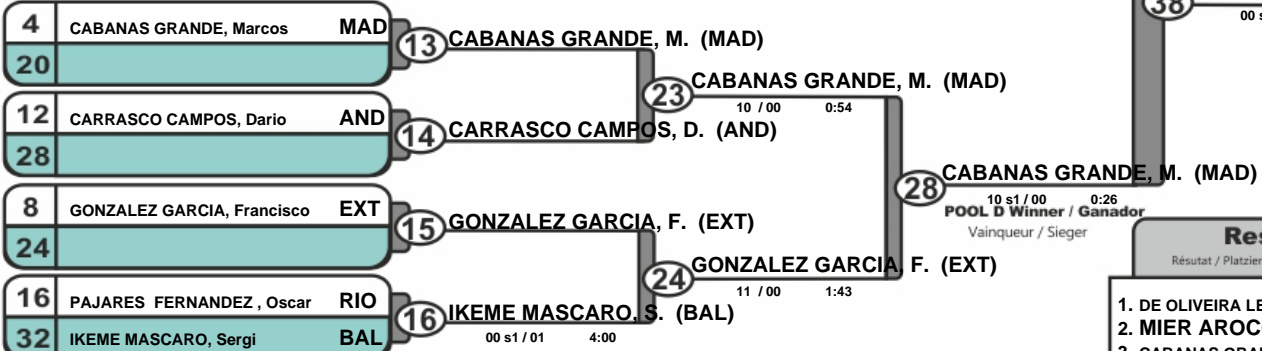 4 CABANAS GRANDE, Marcos MAD
20
13 CABANAS GRANDE, M. (MAD)
23 CABANAS GRANDE, M. (MAD)
10 / 00 0:54
12 CARRASCO CAMPOS, Dario AND
28
14 CARRASCO CAMPOS, D. (AND)
28 CABANAS GRANDE, M. (MAD)
10 s1 / 00 0:26
POOL D Winner / Ganador
Vainqueur / Sieger
8 GONZALEZ GARCIA, Francisco EXT
24
15 GONZALEZ GARCIA, F. (EXT)
24 GONZALEZ GARCIA, F. (EXT)
11 / 00 1:43
16 PAJARES FERNANDEZ , Oscar RIO
32 IKEME MASCARO, Sergi BAL
16 IKEME MASCARO, S. (BAL)
00 s1 / 01 4:00
38
00 s
Res
Résutat / Platzier
1. DE OLIVEIRA LE
2. MIER AROC